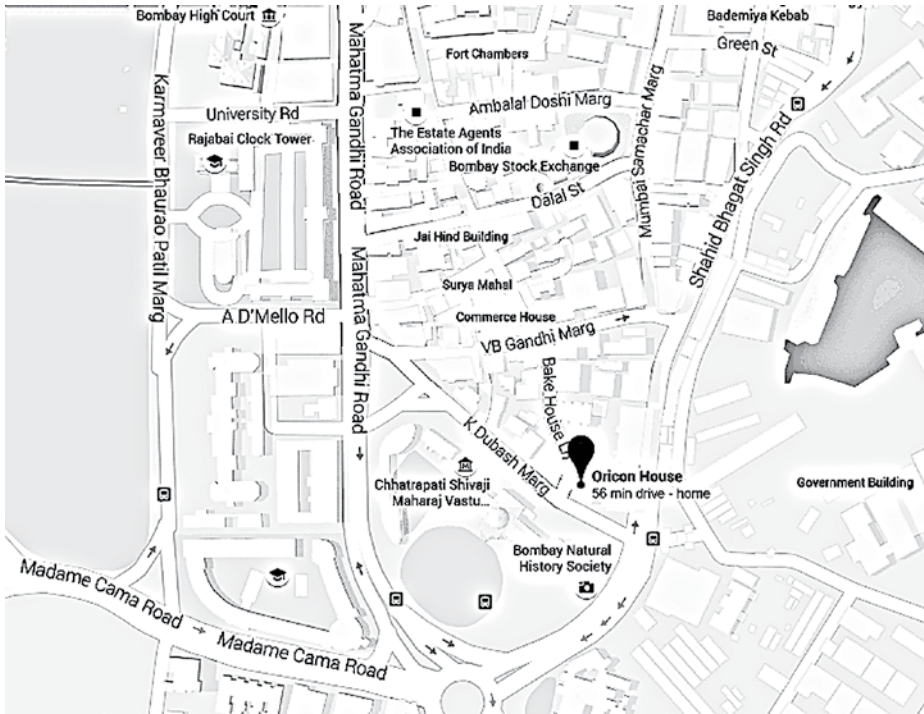 Bombay High Court
Bademiya Kebab
Green St
Fort Chambers
Karmaveer Bhaurao Patil Marg
Mahatma Gandhi Road
University Rd
Ambalal Doshi Marg
Rajabai Clock Tower
The Estate Agents
Association of India
Bombay Stock Exchange
Mumbai Samachar Marg
Shahid Bhagat Singh Rd
Dalal St
Jai Hind Building
Mahatma Gandhi Road
Surya Mahal
A D'Mello Rd
Commerce House
VB Gandhi Marg
Bake House
K Dubash Marg
Oricon House
56 min drive - home
Chhatrapati Shivaji
Maharaj Vastu...
Government Building
Bombay Natural
History Society
Madame Cama Road
Madame Cama Road